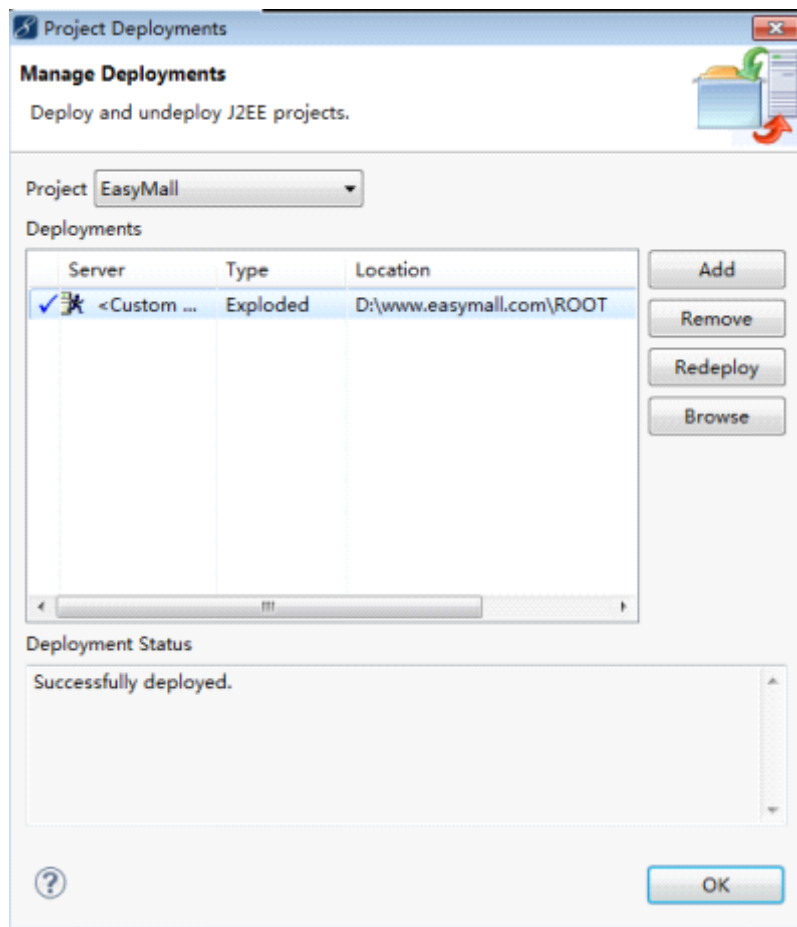 Project Deployments
Manage Deployments
Deploy and undeploy J2EE projects.
Project EasyMall
Deployments
Server Type Location Add
<Custom ... Exploded D:\www.easymall.com\ROOT
Remove
Redeploy
Browse
Deployment Status
Successfully deployed.
OK